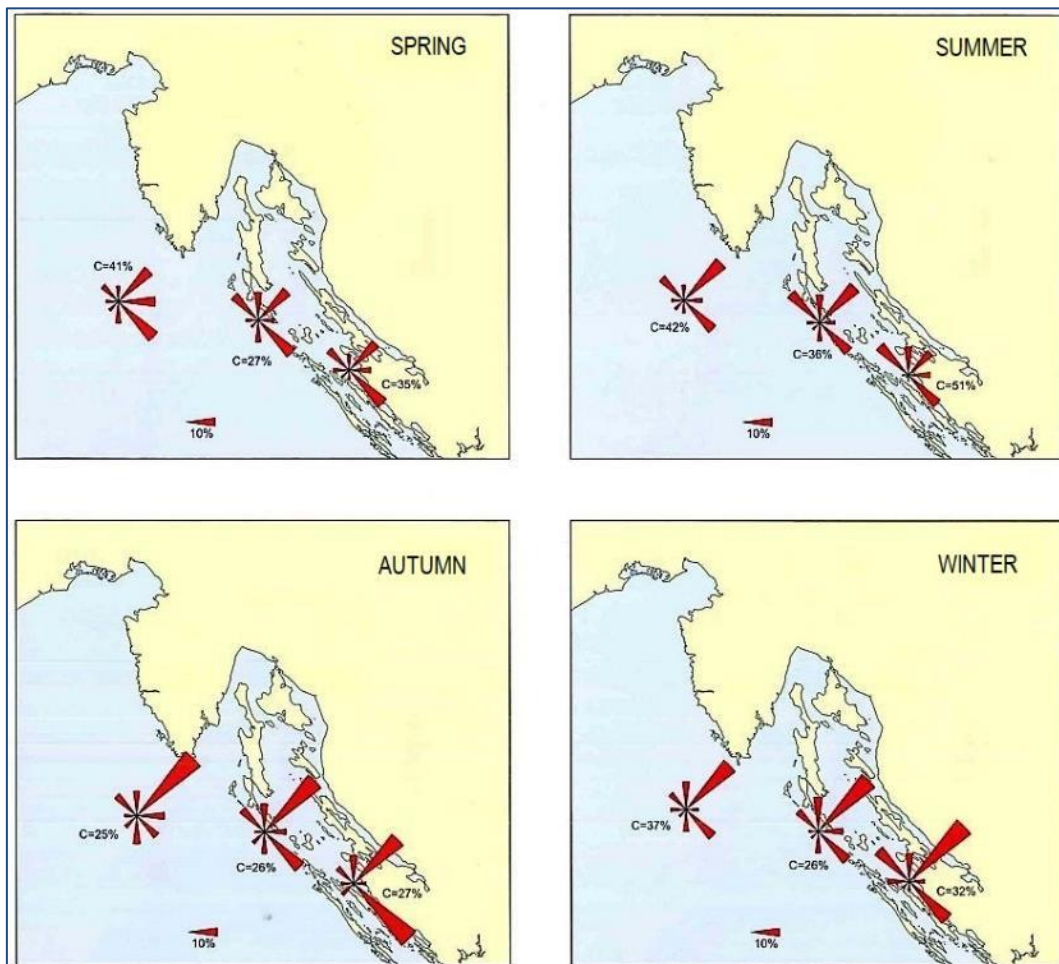 SPRING
C=41%
C=27%
C=35%
10%
SUMMER
C=42%
C=36%
C=51%
10%
AUTUMN
C=25%
C=26%
C=27%
10%
WINTER
C=37%
C=26%
C=32%
10%